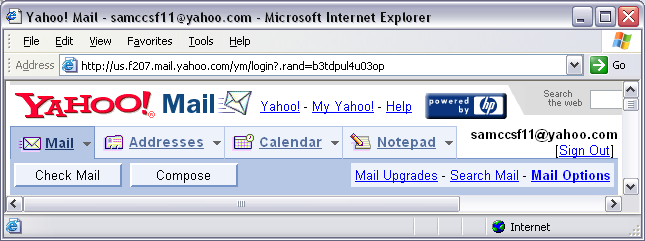 Yahoo! Mail - samccsf11@yahoo.com - Microsoft Internet Explorer
File Edit View Favorites Tools Help
Address http://us.f207.mail.yahoo.com/ym/login?.rand=b3tdpul4u03op Go
YAHOO! Mail Yahoo! - My Yahoo! - Help powered by hp Search the web
Mail Addresses Calendar Notepad samccsf11@yahoo.com
[Sign Out]
Check Mail Compose Mail Upgrades - Search Mail - Mail Options
Internet